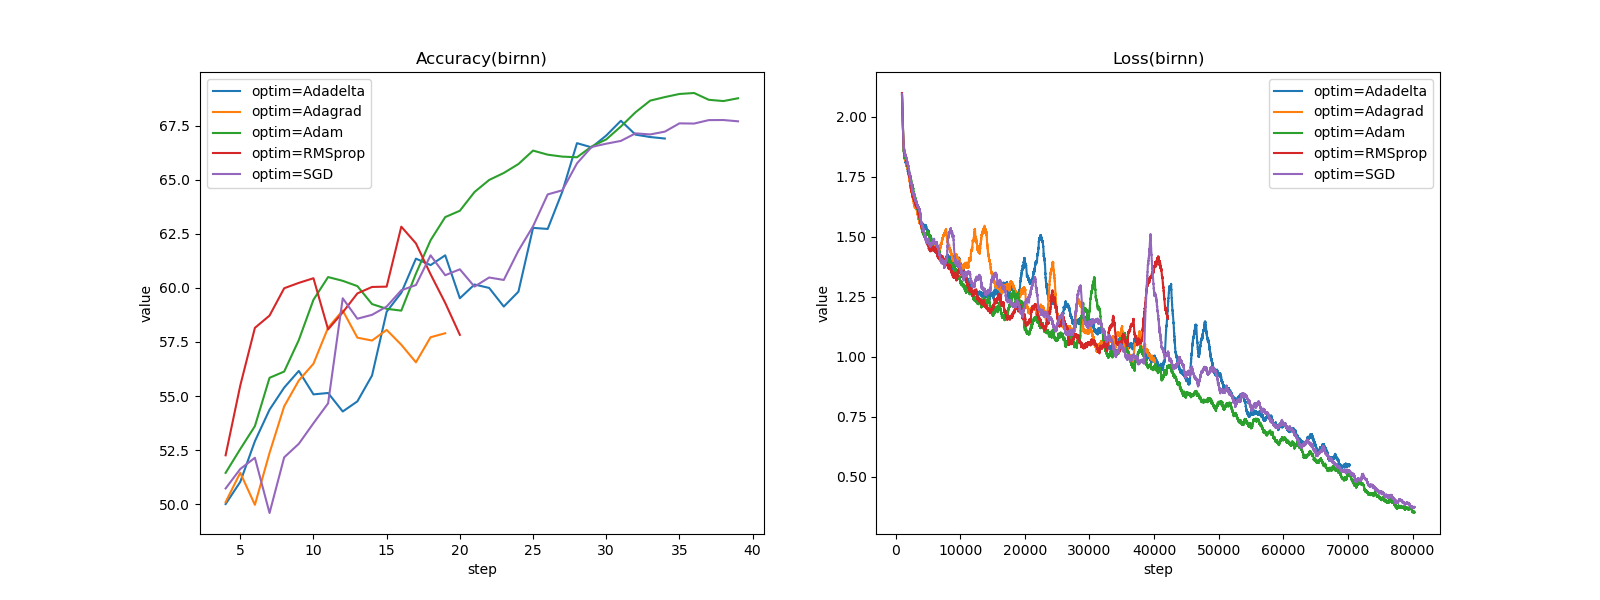 Accuracy(birnn)
optim=Adadelta
optim=Adagrad
optim=Adam
optim=RMSprop
optim=SGD
value
67.5
65.0
62.5
60.0
57.5
55.0
52.5
50.0
5 10 15 20 25 30 35 40
step
Loss(birnn)
optim=Adadelta
optim=Adagrad
optim=Adam
optim=RMSprop
optim=SGD
value
2.00
1.75
1.50
1.25
1.00
0.75
0.50
0 10000 20000 30000 40000 50000 60000 70000 80000
step